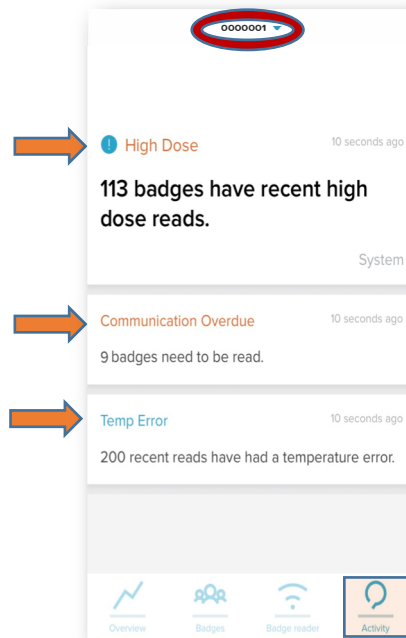 0000001
High Dose 10 seconds ago
113 badges have recent high
dose reads.
System
Communication Overdue 10 seconds ago
9 badges need to be read.
Temp Error 10 seconds ago
200 recent reads have had a temperature error.
Overview Badges Badge reader Activity